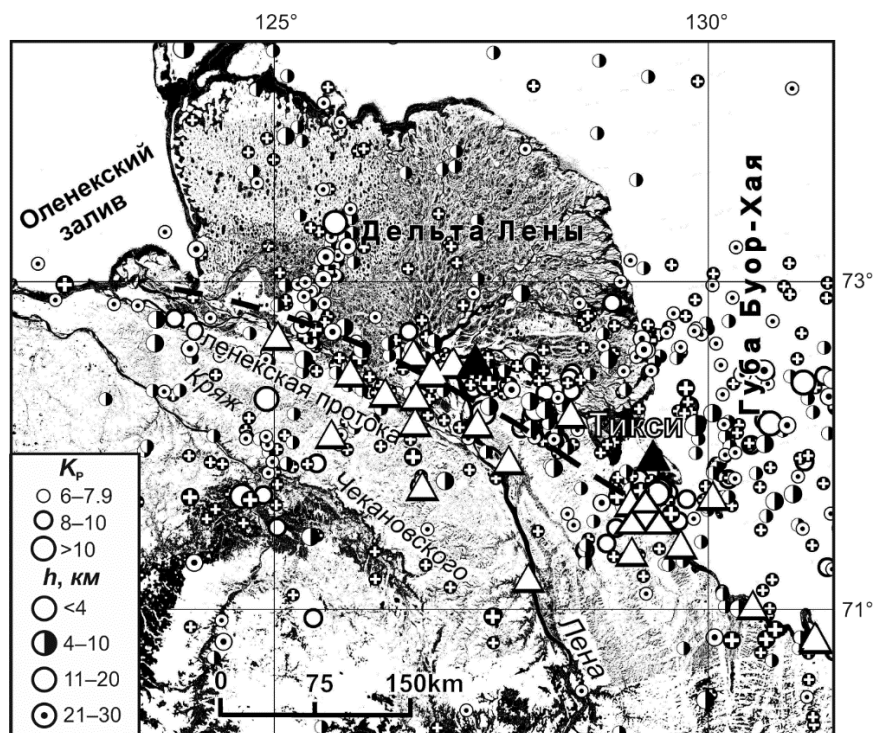 125°
130°
Оленекский
залив
Дельта Лены
Губа Буор-Хая
73°
Оленекская протока
Кряж
Чекановского
Тикси
Лена
71°
Kр
6–7.9
8–10
>10
h, км
<4
4–10
11–20
21–30
0
75
150km